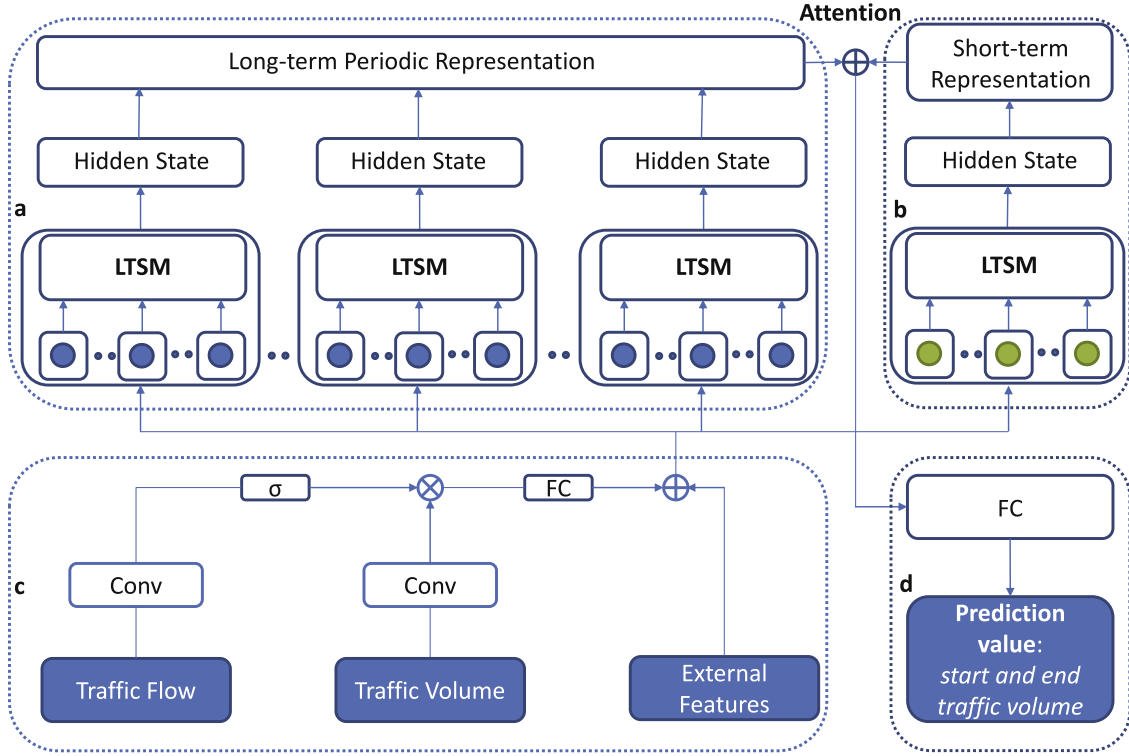 Attention
Long-term Periodic Representation
Short-term
Representation
Hidden State
Hidden State
Hidden State
Hidden State
a
b
LTSM
LTSM
LTSM
LTSM
σ
FC
FC
Conv
Conv
c
d
Prediction
value:
start and end
traffic volume
Traffic Flow
Traffic Volume
External
Features